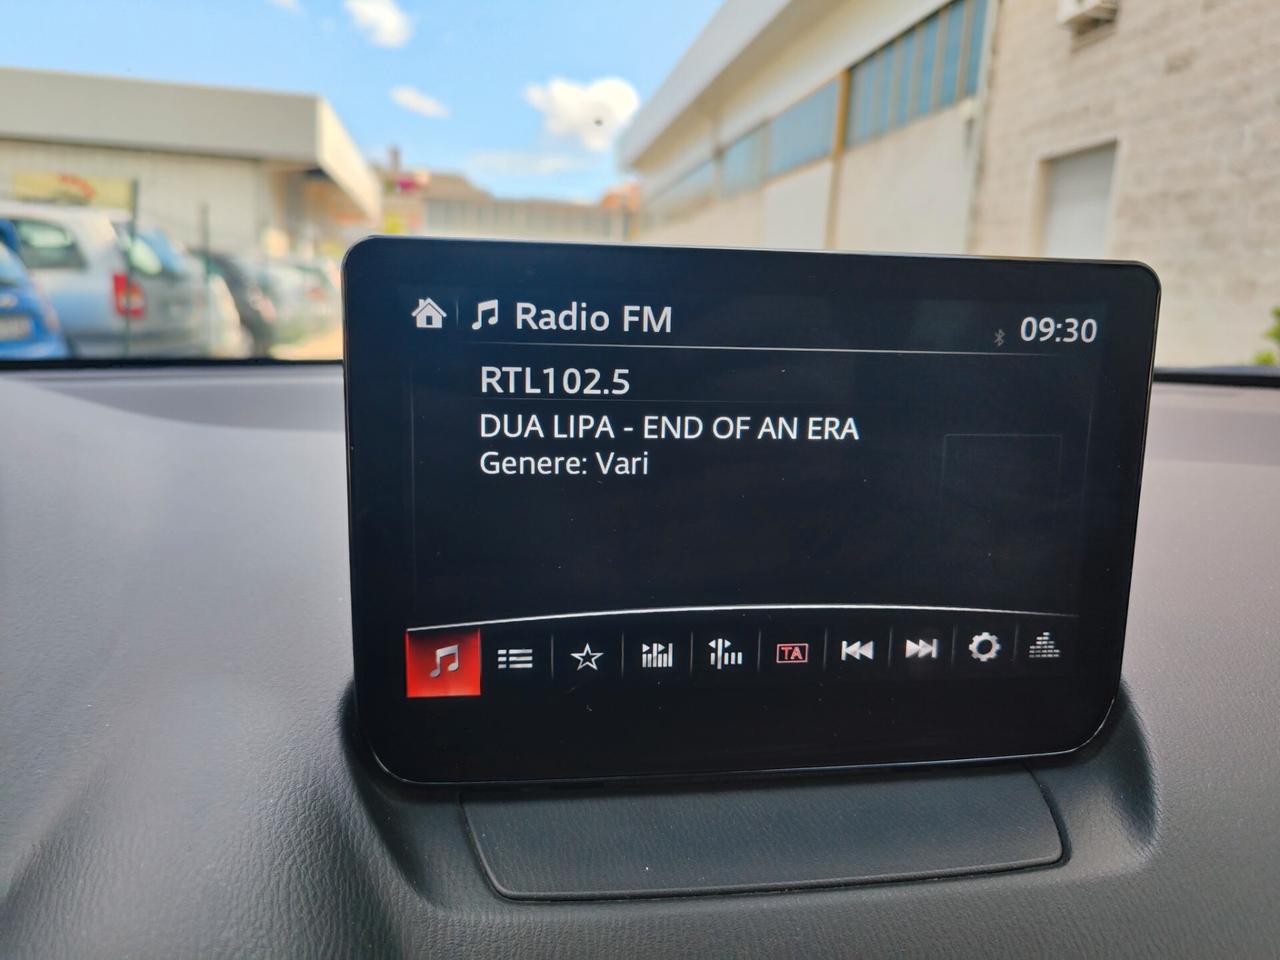 Radio FM
09:30
RTL102.5
DUA LIPA - END OF AN ERA
Genere: Vari
TA